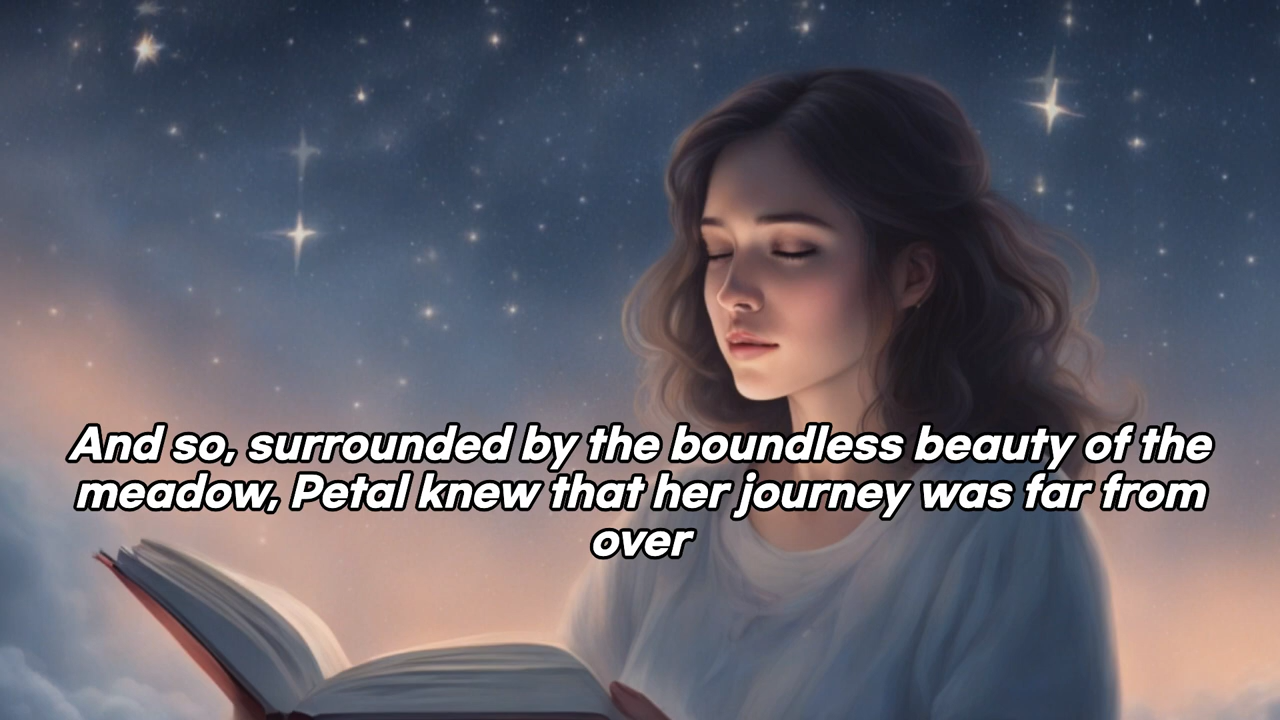 And so, surrounded by the boundless beauty of the
meadow, Petal knew that her journey was far from
over